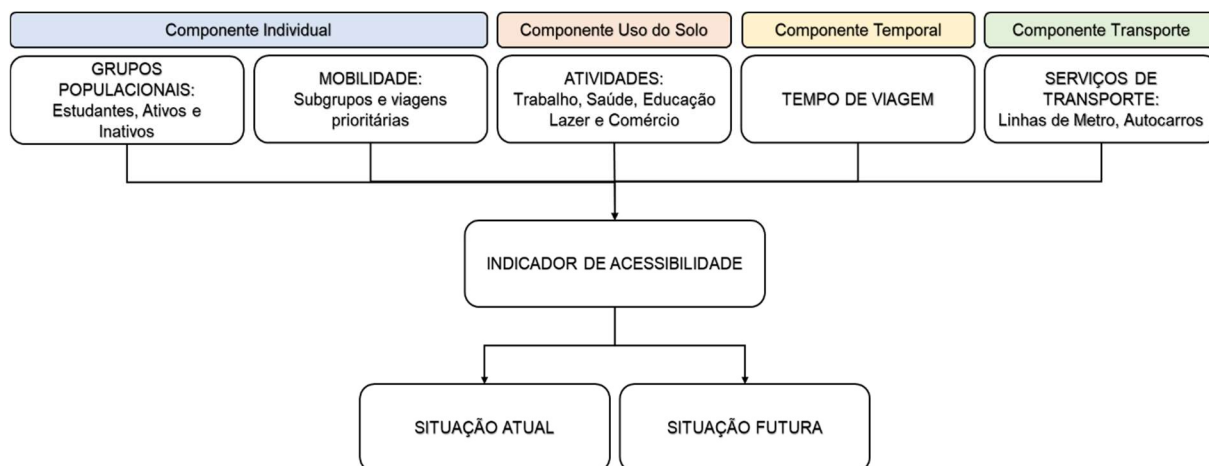 Componente Individual
Componente Uso do Solo
Componente Temporal
Componente Transporte
GRUPOS
POPULACIONAIS:
Estudantes, Ativos e
Inativos
MOBILIDADE:
Subgrupos e viagens
prioritárias
ATIVIDADES:
Trabalho, Saúde, Educação
Lazer e Comércio
TEMPO DE VIAGEM
SERVIÇOS DE
TRANSPORTE:
Linhas de Metro, Autocarros
INDICADOR DE ACESSIBILIDADE
SITUAÇÃO ATUAL
SITUAÇÃO FUTURA